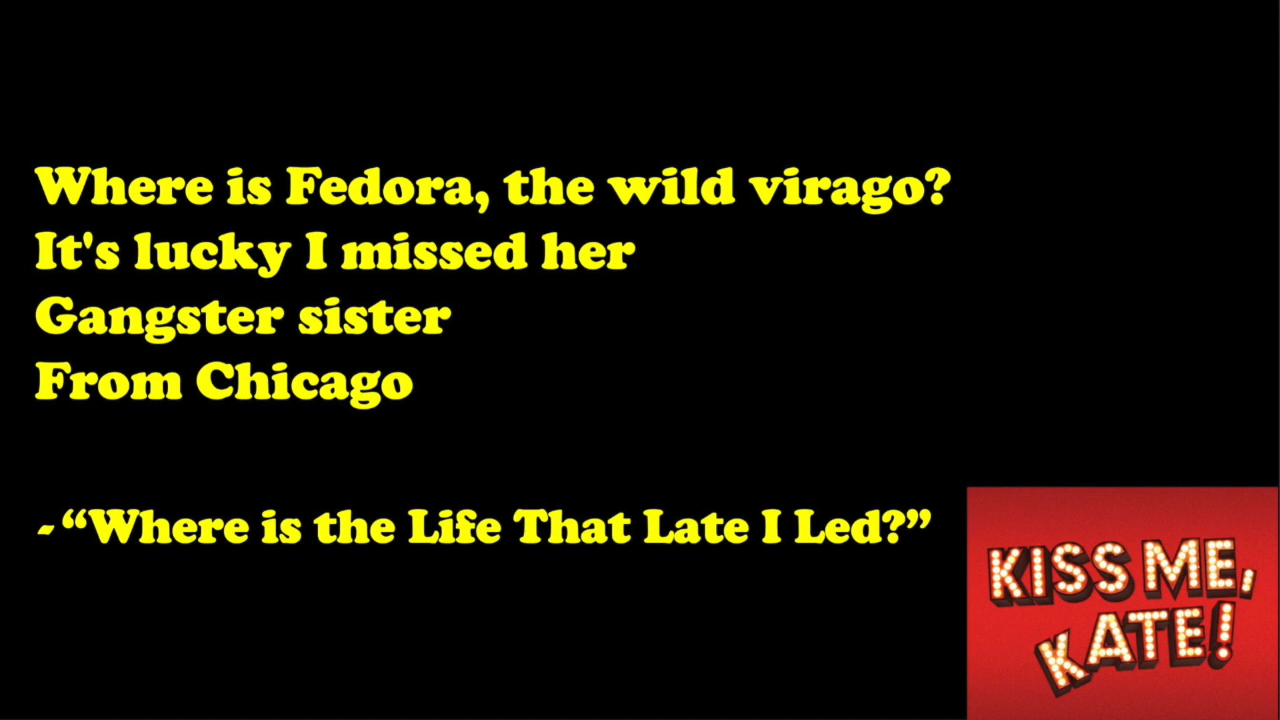 Where is Fedora, the wild virago?
It's lucky I missed her
Gangster sister
From Chicago
-“Where is the Life That Late I Led?”
KISS ME,
KATE!